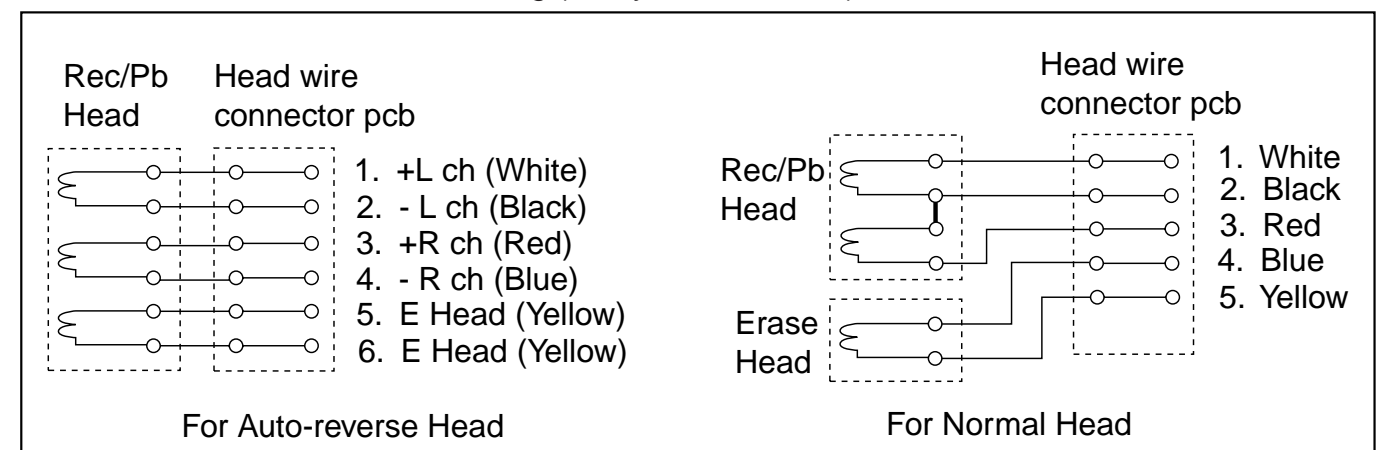 Rec/Pb
Head
Head wire
connector pcb
1. +L ch (White)
2. - L ch (Black)
3. +R ch (Red)
4. - R ch (Blue)
5. E Head (Yellow)
6. E Head (Yellow)
For Auto-reverse Head
Head wire
connector pcb
Rec/Pb
Head
Erase
Head
1. White
2. Black
3. Red
4. Blue
5. Yellow
For Normal Head